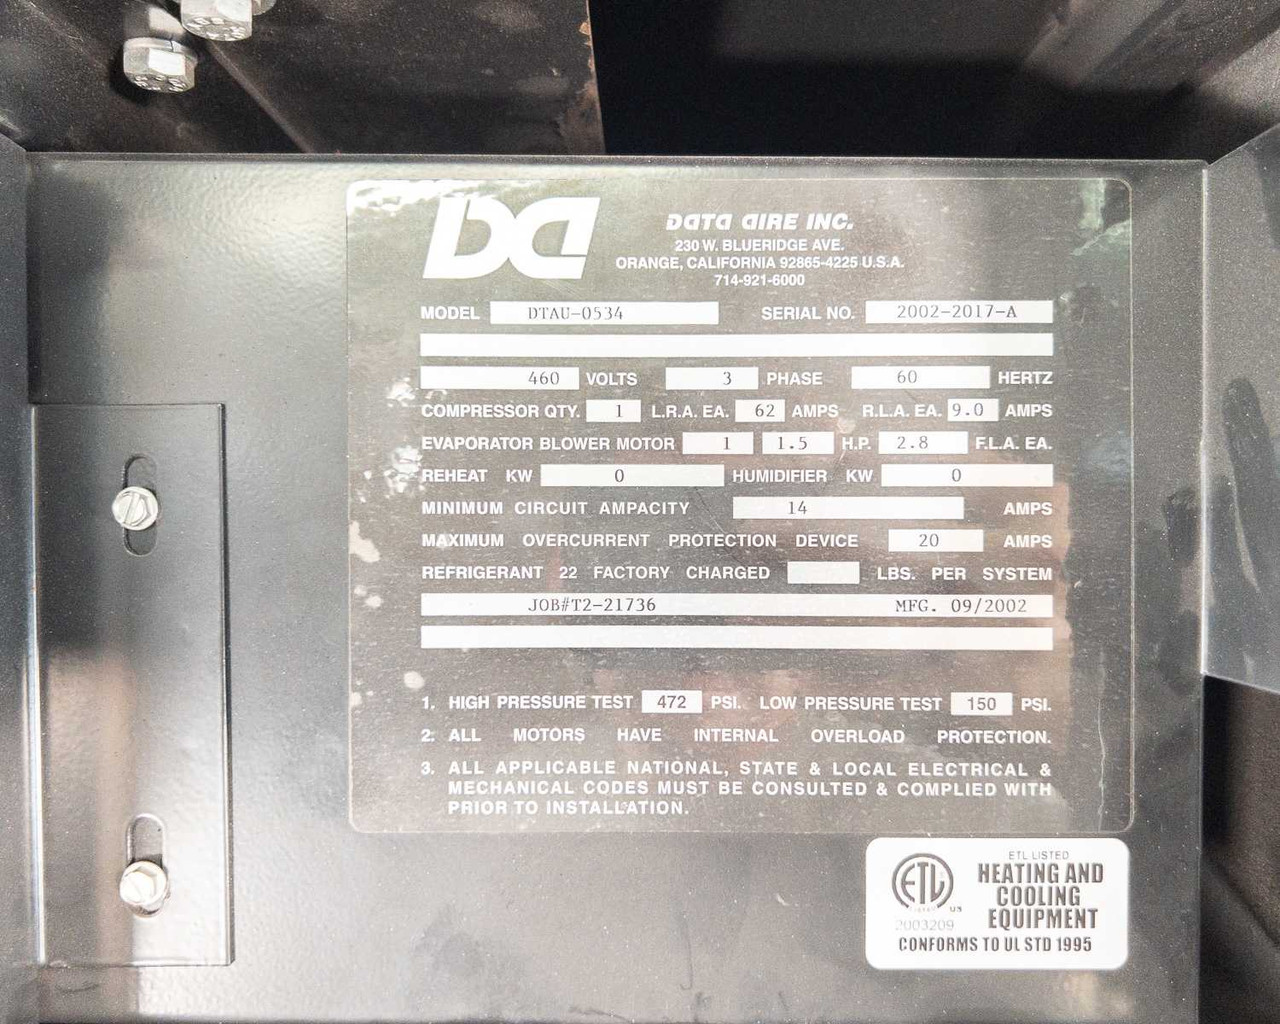 DA
DATA AIRE INC.
230 W. BLUERIDGE AVE.
ORANGE, CALIFORNIA 92865-4225 U.S.A.
714-921-6000
MODEL DTAU-0534 SERIAL NO. 2002-2017-A
460 VOLTS 3 PHASE 60 HERTZ
COMPRESSOR QTY. 1 L.R.A. EA. 62 AMPS R.L.A. EA. 9.0 AMPS
EVAPORATOR BLOWER MOTOR 1 1.5 H.P. 2.8 F.L.A. EA.
REHEAT KW 0 HUMIDIFIER KW 0
MINIMUM CIRCUIT AMPACITY 14 AMPS
MAXIMUM OVERCURRENT PROTECTION DEVICE 20 AMPS
REFRIGERANT 22 FACTORY CHARGED LBS. PER SYSTEM
JOB#T2-21736 MFG. 09/2002
1. HIGH PRESSURE TEST 472 PSI. LOW PRESSURE TEST 150 PSI.
2. ALL MOTORS HAVE INTERNAL OVERLOAD PROTECTION.
3. ALL APPLICABLE NATIONAL, STATE & LOCAL ELECTRICAL &
MECHANICAL CODES MUST BE CONSULTED & COMPLIED WITH
PRIOR TO INSTALLATION.
ETL LISTED
HEATING AND
COOLING
EQUIPMENT
CONFORMS TO UL STD 1995
ETL
LISTED
US
2003209